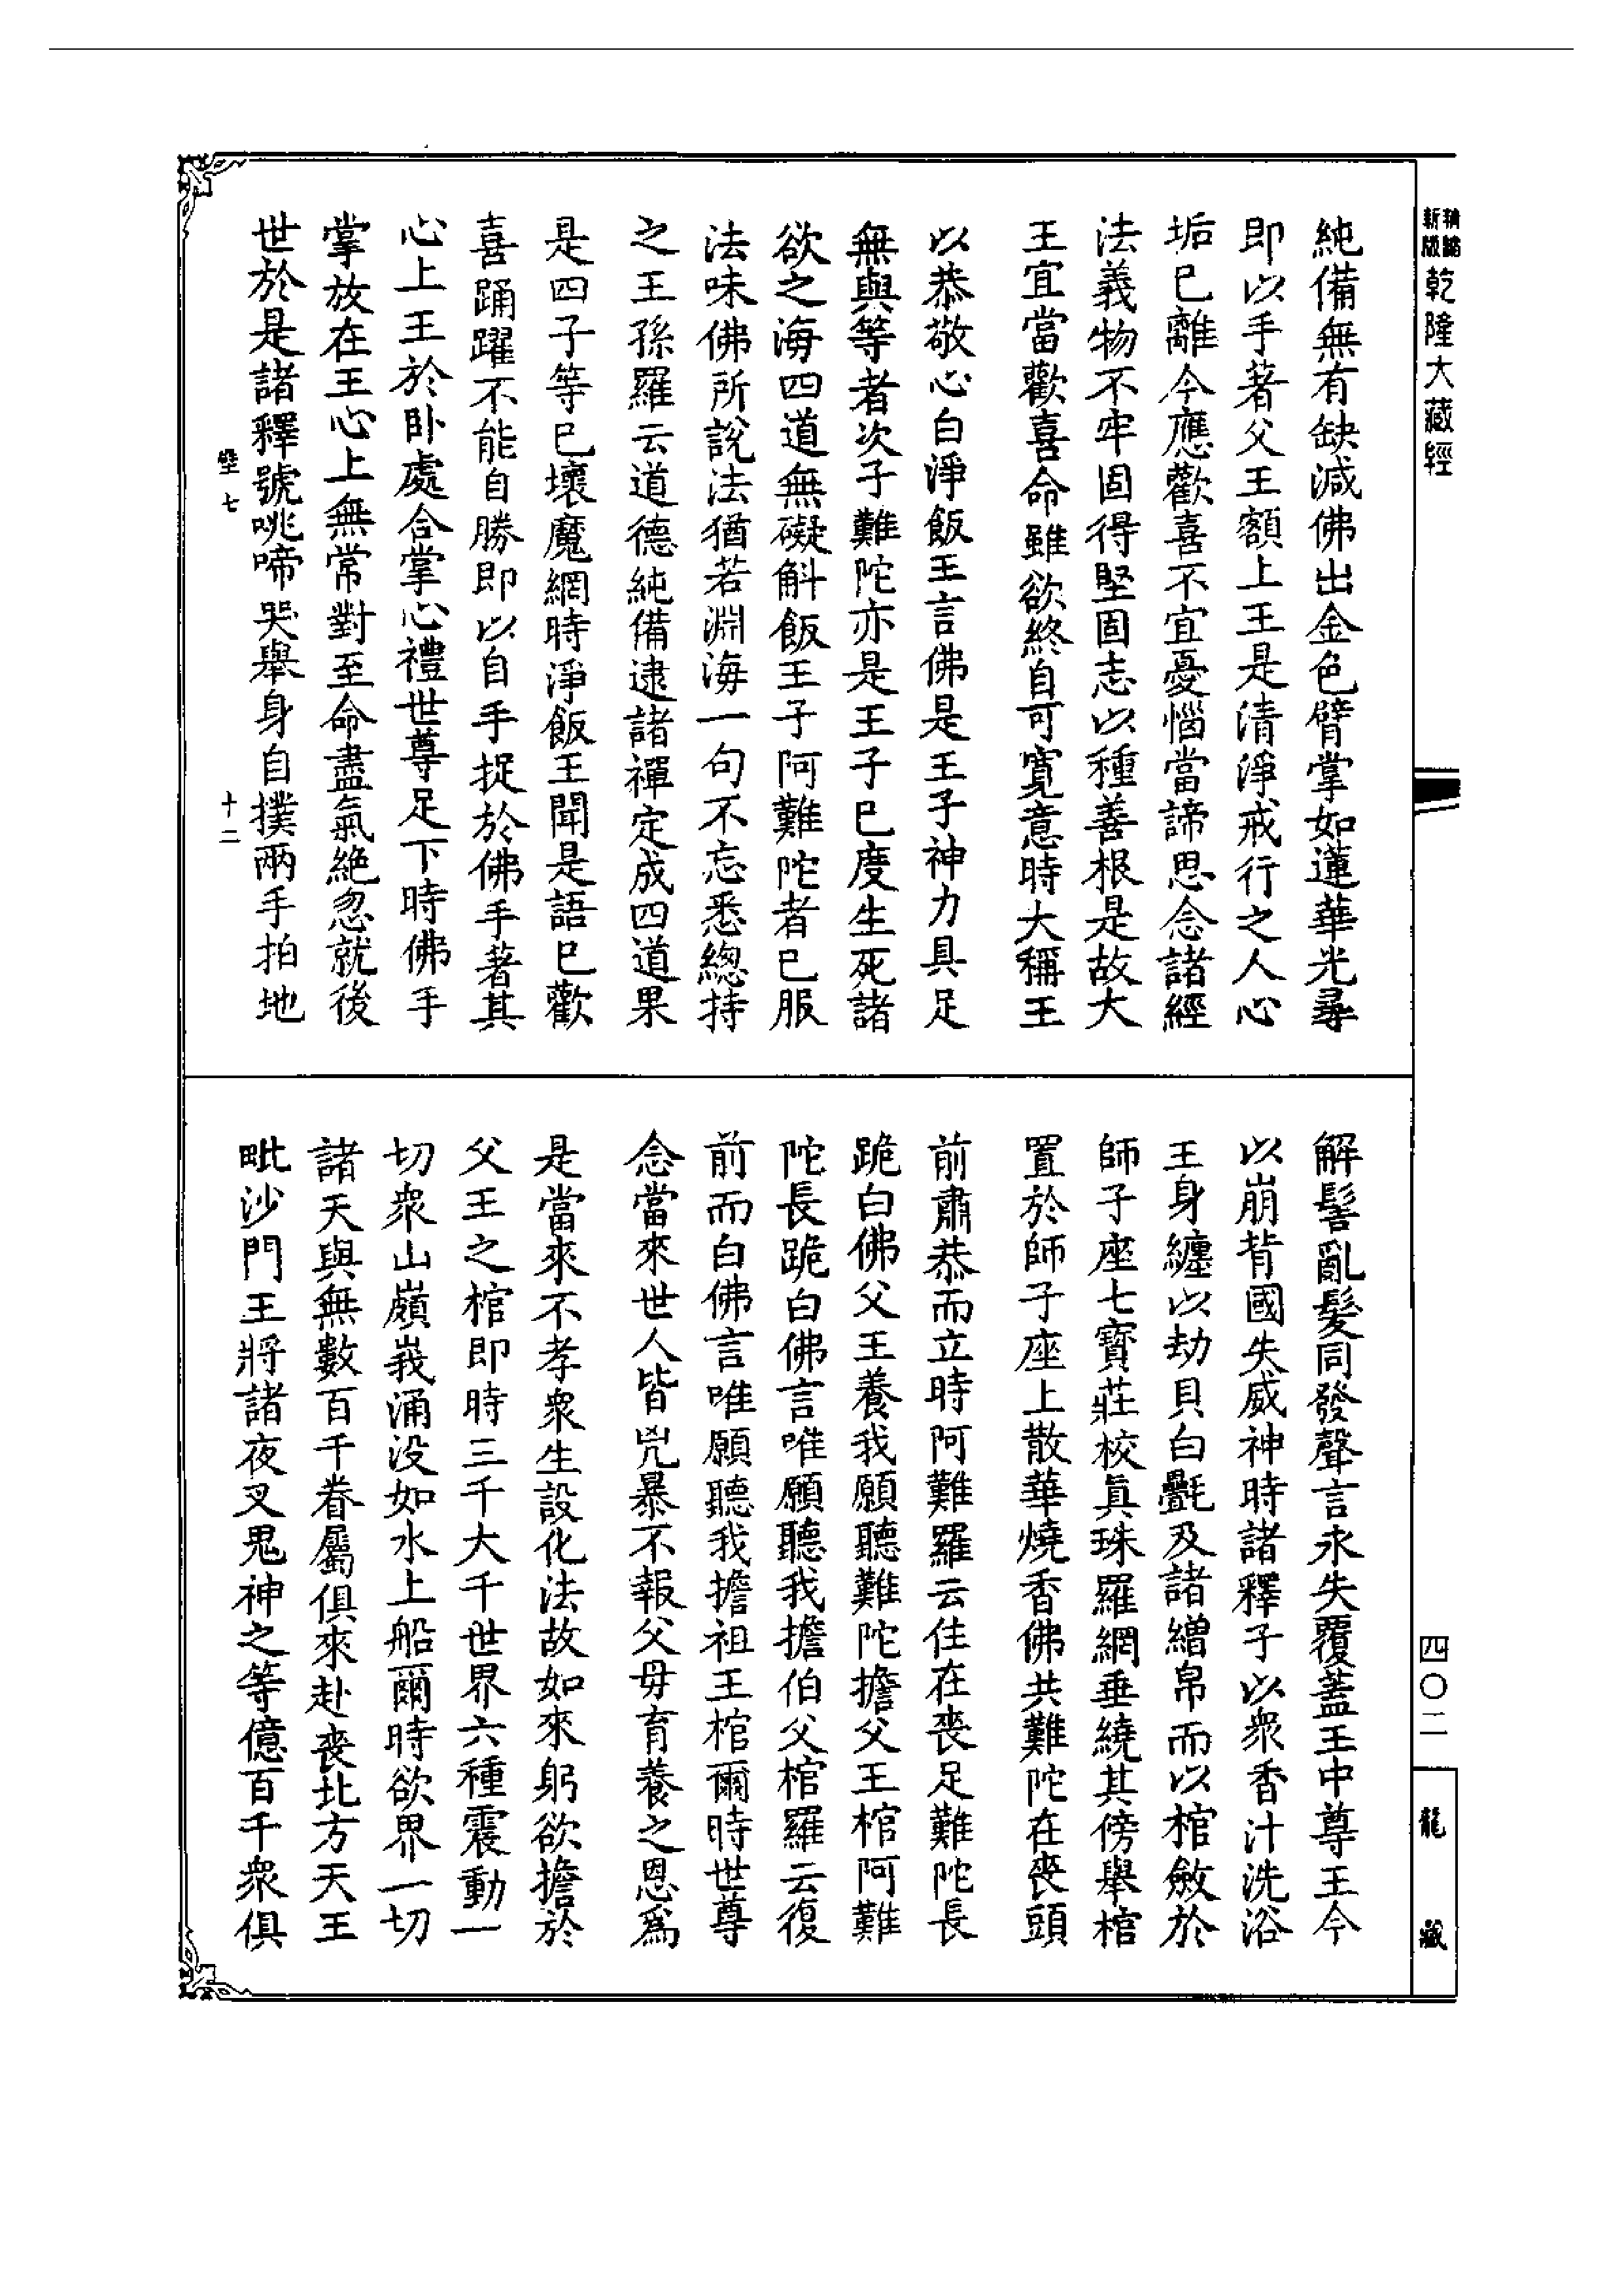 精編新版
乾隆大藏經
純備無有缺減佛出金色臂掌如蓮華光尋
即以手著父王額上王是清淨戒行之人心
垢已離今應歡喜不宜憂惱當諦思念諸經
法義物不牢固得堅固志以種善根是故大
王宜當歡喜命雖欲終自可寬意時大稱王
以恭敬心白淨飯王言佛是王子神力具足
無與等者次子難陀亦是王子已度生死諸
欲之海四道無礙斛飯王子阿難陀者已服
法味佛所說法猶若淵海一句不忘悉總持
之王孫羅云道德純備逮諸禪定成四道果
是四子等已壞魔網時淨飯王聞是語已歡
喜踊躍不能自勝即以自手捉於佛手著其
心上王於卧處合掌心禮世尊足下時佛手
掌放在王心上無常對至命盡氣絕忽就後
世於是諸釋號咷啼哭舉身自撲兩手拍地
壁七
十二
解髻亂髮同發聲言永失覆蓋王中尊王今
以崩背國失威神時諸釋子以衆香汁洗浴
王身纏以劫貝白㲲及諸繒帛而以棺斂於
師子座七寶莊校眞珠羅網垂繞其傍舉棺
置於師子座上散華燒香佛共難陀在喪頭
前肅恭而立時阿難羅云住在喪足難陀長
跪白佛父王養我願聽難陀擔父王棺阿難
陀長跪白佛言唯願聽我擔伯父棺羅云復
前而白佛言唯願聽我擔祖王棺爾時世尊
念當來世人皆兇暴不報父母育養之恩爲
是當來不孝衆生設化法故如來躬欲擔於
父王之棺即時三千大千世界六種震動一
切衆山巔峩涌没如水上船爾時欲界一切
諸天與無數百千眷屬俱來赴喪北方天王
毗沙門王將諸夜叉鬼神之等億百千衆俱
四〇二
龍藏